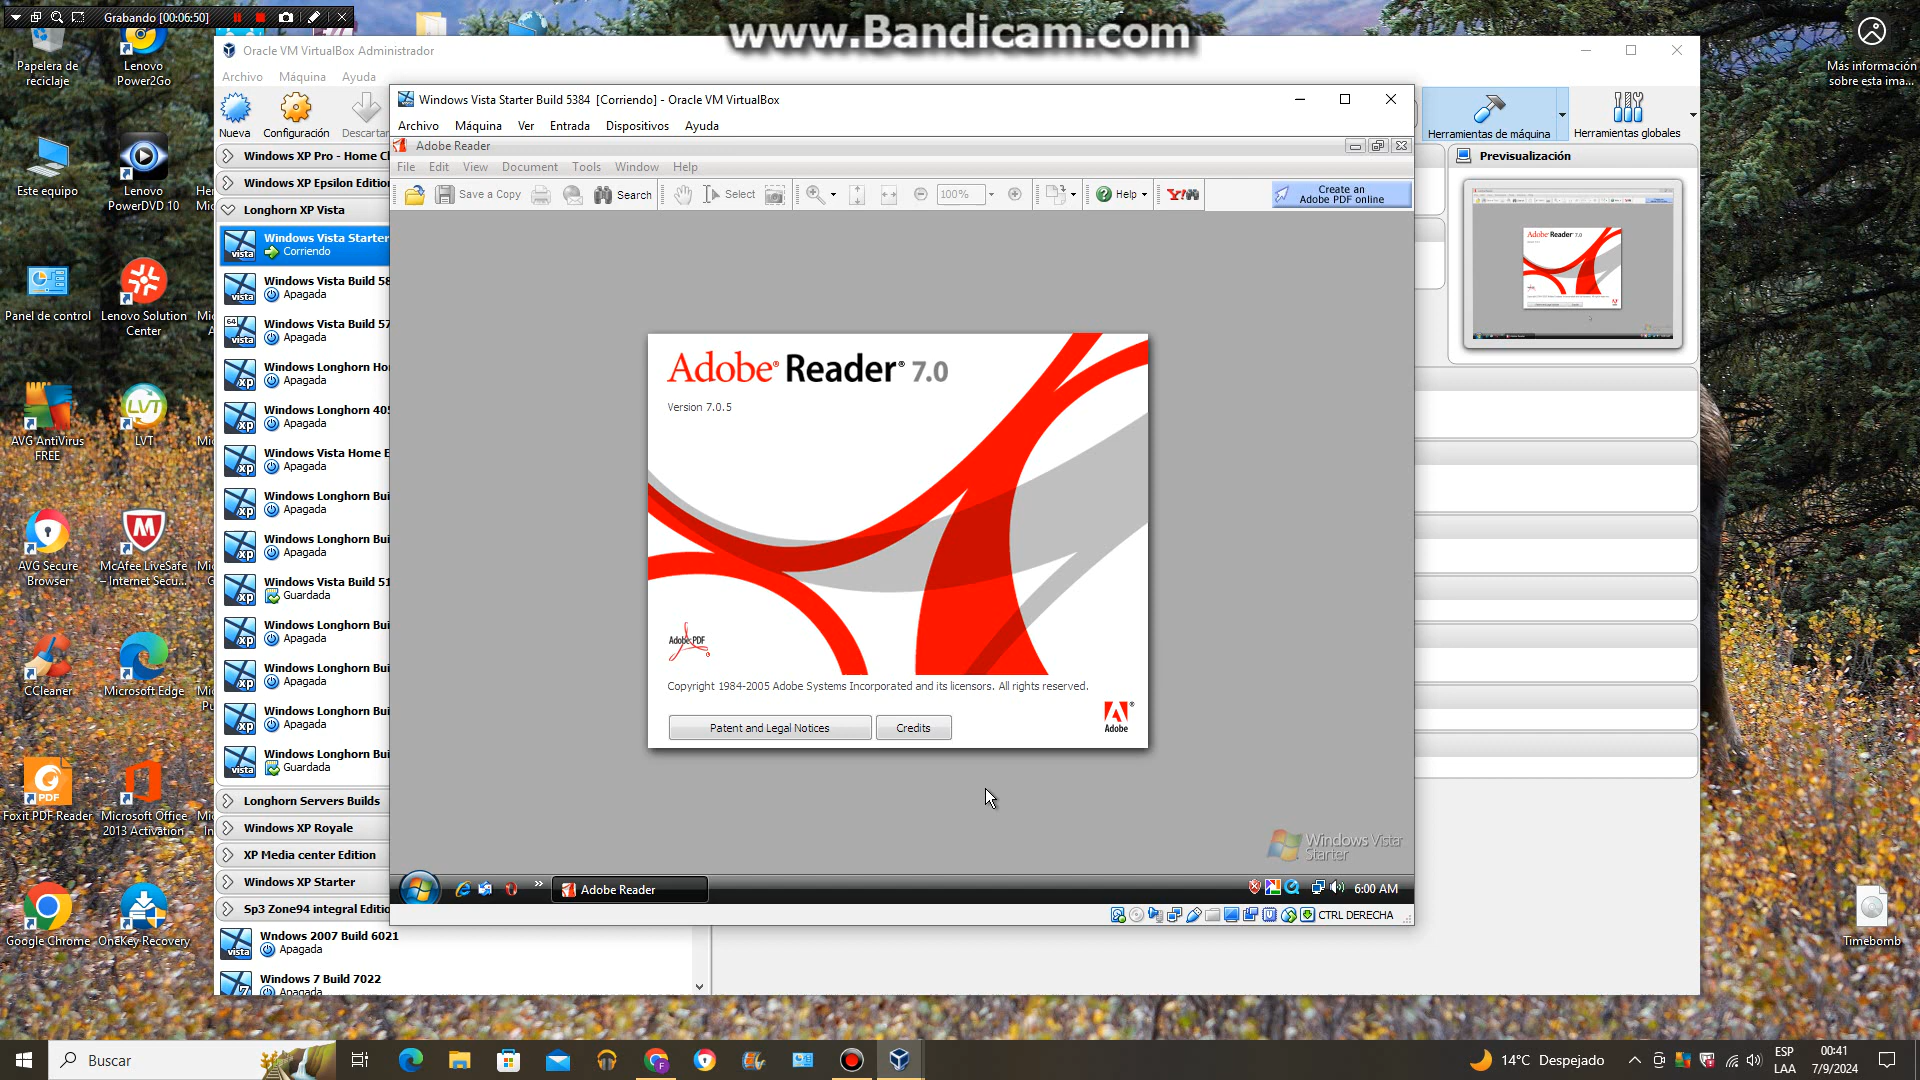 Grabando [00:06:50]
www.Bandicam.com
Papelera de
reciclaje
Lenovo
Power2Go
Más información
sobre esta ima...
Oracle VM VirtualBox Administrador
Archivo Máquina Ayuda
Nueva Configuración Descartar
Herramientas de máquina Herramientas globales
Windows Vista Starter Build 5384 [Corriendo] - Oracle VM VirtualBox
Archivo Máquina Ver Entrada Dispositivos Ayuda
Adobe Reader
File Edit View Document Tools Window Help
Save a Copy Search Select 100% Help Y!
Create an
Adobe PDF online
Previsualización
Este equipo
Lenovo
PowerDVD 10
Panel de control
Lenovo Solution
Center
AVG AntiVirus
FREE
LVT
AVG Secure
Browser
McAfee LiveSafe
– Internet Secu...
CCleaner
Microsoft Edge
Foxit PDF Reader
Microsoft Office
2013 Activation
Google Chrome
OneKey Recovery
Windows XP Pro - Home C
Windows XP Epsilon Edition
Longhorn XP Vista
Windows Vista Starter
Corriendo
Windows Vista Build 58
Apagada
Windows Vista Build 57
Apagada
Windows Longhorn Ho
Apagada
Windows Longhorn 405
Apagada
Windows Vista Home E
Apagada
Windows Longhorn Bui
Apagada
Windows Longhorn Bui
Apagada
Windows Vista Build 51
Guardada
Windows Longhorn Bui
Apagada
Windows Longhorn Bui
Apagada
Windows Longhorn Bui
Apagada
Windows Longhorn Bui
Guardada
Longhorn Servers Builds
Windows XP Royale
XP Media center Edition
Windows XP Starter
Sp3 Zone94 integral Editio
Wndows 2007 Build 6021
Apagada
Windows 7 Build 7022
Apagada
Adobe® Reader® 7.0
Version 7.0.5
Adobe PDF
Copyright 1984-2005 Adobe Systems Incorporated and its licensors. All rights reserved.
Patent and Legal Notices Credits
Adobe
Windows Vista
Starter
Adobe Reader
6:00 AM
CTRL DERECHA
Timebomb
Buscar
14°C Despejado
ESP
LAA
00:41
7/9/2024